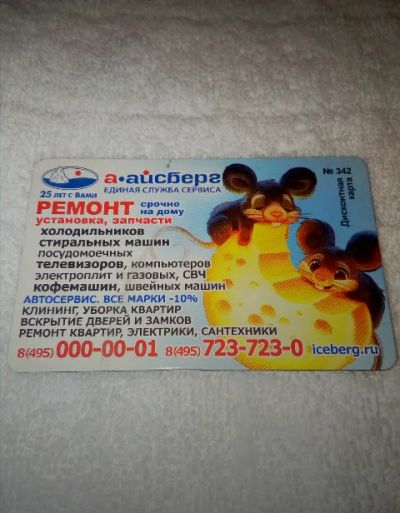 а•айсберг
25 ЛЕТ С ВАМИ
ЕДИНАЯ СЛУЖБА СЕРВИСА
№ 342
Дисконтная
карта
РЕМОНТ срочно
на дому
установка, запчасти
холодильников
стиральных машин
посудомоечных
телевизоров, компьютеров
электроплит и газовых, СВЧ
кофемашин, швейных машин
АВТОСЕРВИС. ВСЕ МАРКИ -10%
КЛИНИНГ, УБОРКА КВАРТИР
ВСКРЫТИЕ ДВЕРЕЙ И ЗАМКОВ
РЕМОНТ КВАРТИР, ЭЛЕКТРИКИ, САНТЕХНИКИ
8(495) 000-00-01 8(495) 723-723-0 iceberg.ru